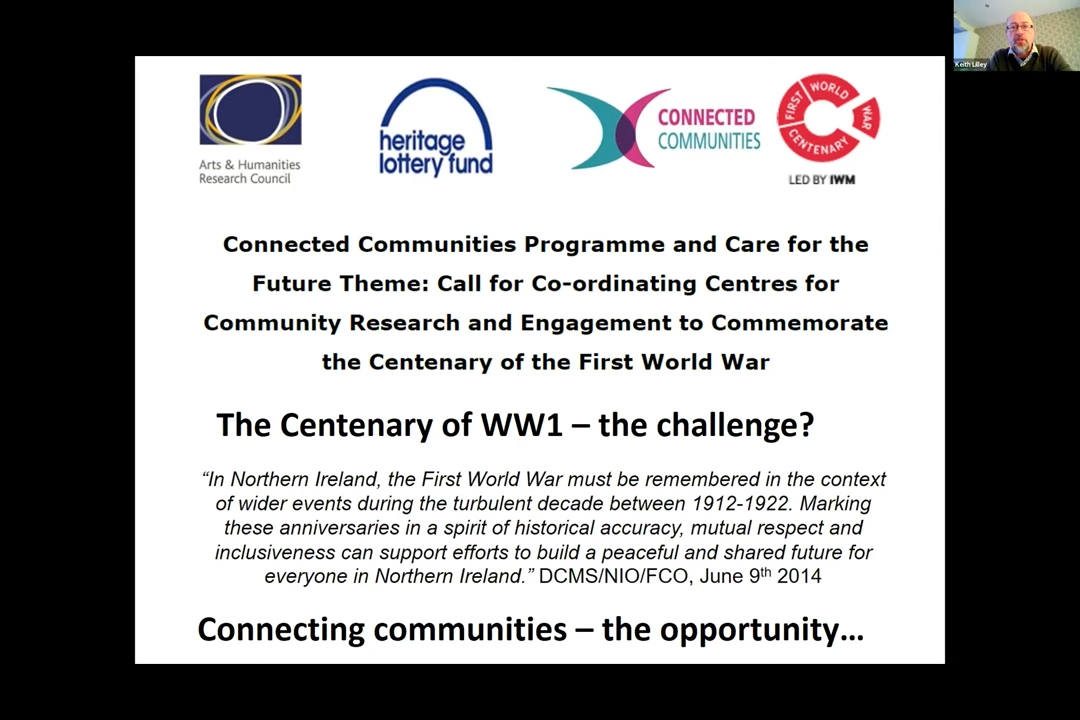 Keith Lilley
Arts & Humanities
Research Council
heritage
lottery fund
CONNECTED
COMMUNITIES
FIRST WORLD WAR CENTENARY
LED BY IWM
Connected Communities Programme and Care for the
Future Theme: Call for Co-ordinating Centres for
Community Research and Engagement to Commemorate
the Centenary of the First World War
The Centenary of WW1 – the challenge?
“In Northern Ireland, the First World War must be remembered in the context
of wider events during the turbulent decade between 1912-1922. Marking
these anniversaries in a spirit of historical accuracy, mutual respect and
inclusiveness can support efforts to build a peaceful and shared future for
everyone in Northern Ireland.” DCMS/NIO/FCO, June 9th 2014
Connecting communities – the opportunity…